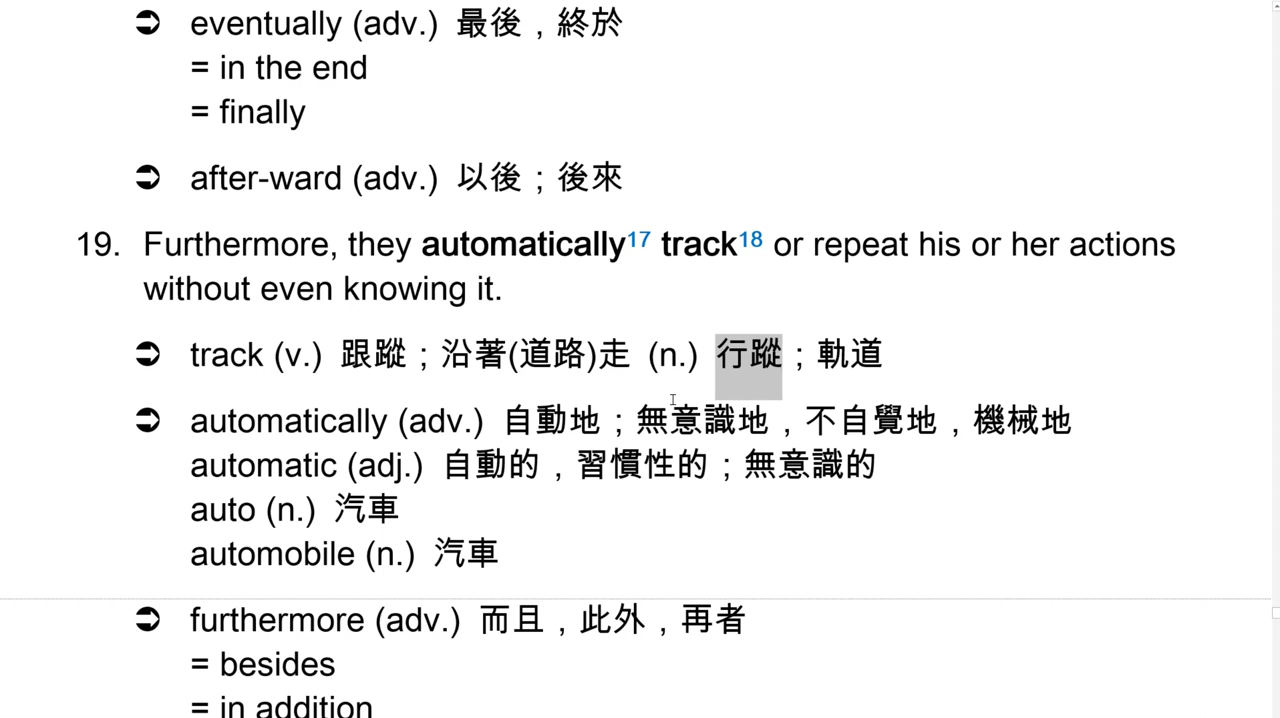 ➲ eventually (adv.) 最後，終於
= in the end
= finally
➲ after-ward (adv.) 以後；後來
19. Furthermore, they automatically17 track18 or repeat his or her actions
without even knowing it.
➲ track (v.) 跟蹤；沿著(道路)走 (n.) 行蹤；軌道
➲ automatically (adv.) 自動地；無意識地，不自覺地，機械地
automatic (adj.) 自動的，習慣性的；無意識的
auto (n.) 汽車
automobile (n.) 汽車
➲ furthermore (adv.) 而且，此外，再者
= besides
= in addition